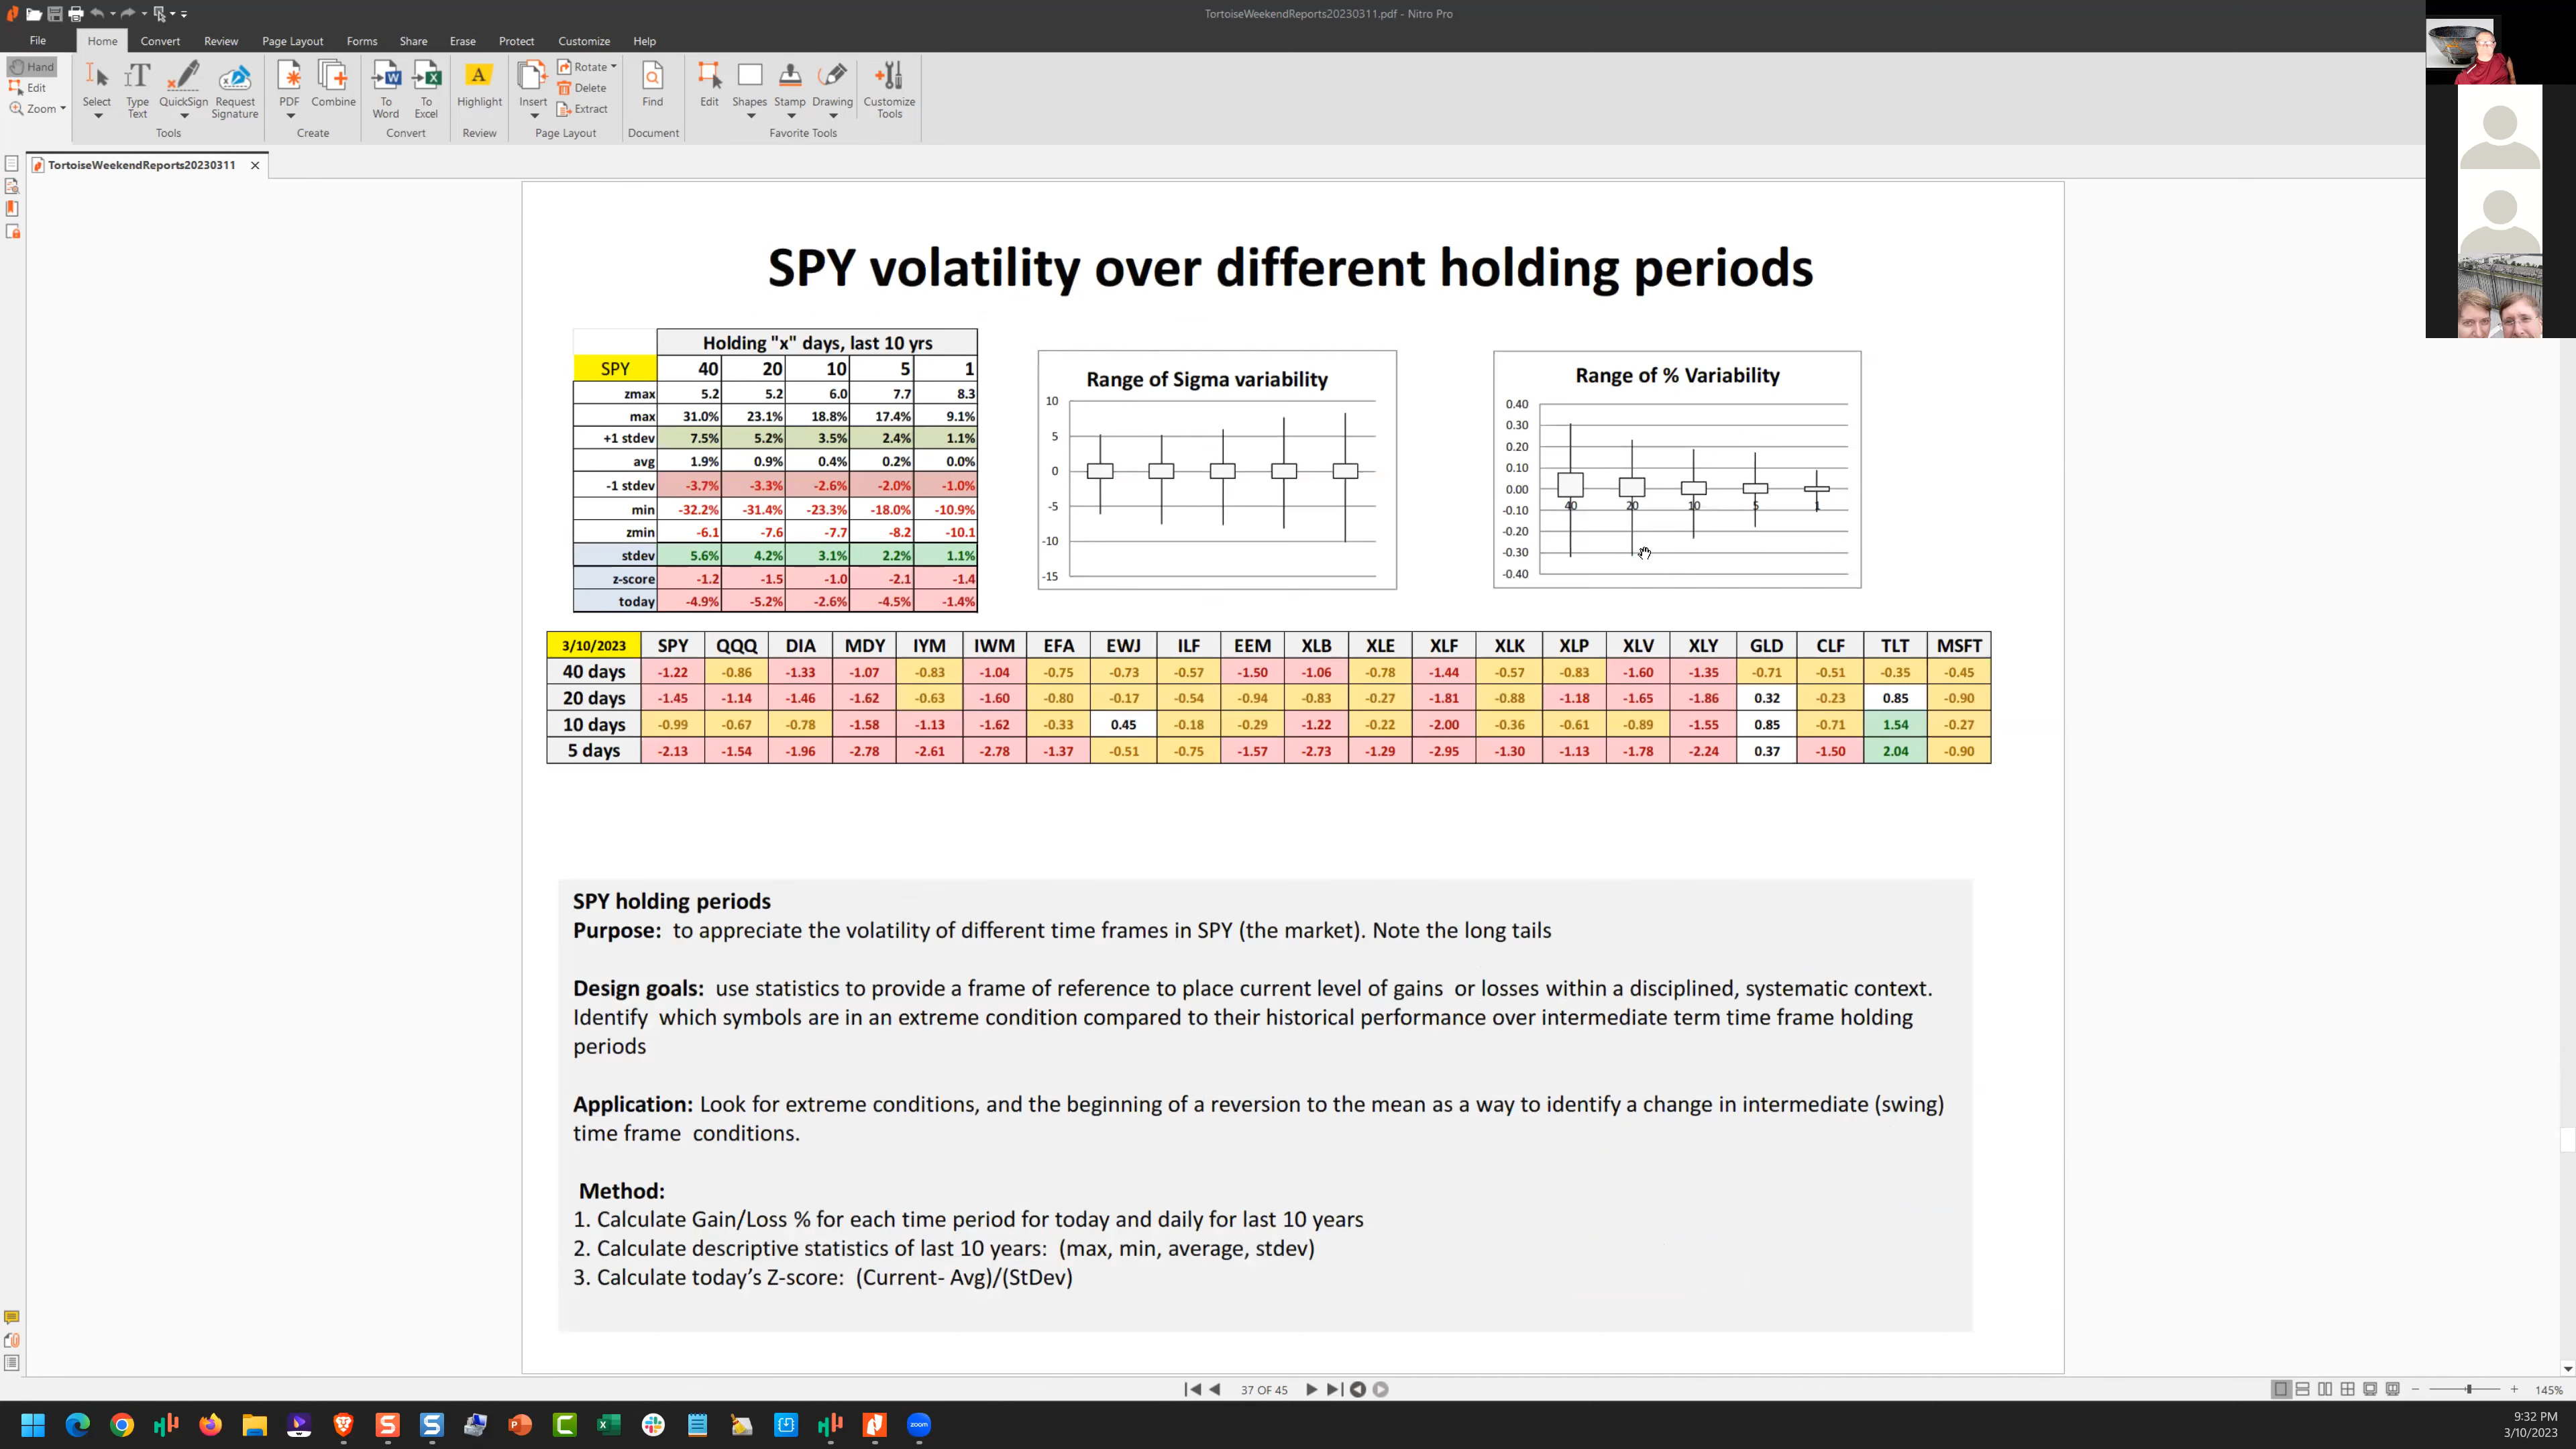 TortoiseWeekendReports20230311.pdf - Nitro Pro
File Home Convert Review Page Layout Forms Share Erase Protect Customize Help
Hand
Edit
Zoom
Select
Type Text
QuickSign
Request Signature
Tools
PDF
Combine
Create
To Word
To Excel
Convert
Highlight
Review
Insert
Rotate
Delete
Extract
Page Layout
Find
Document
Edit
Shapes
Stamp
Drawing
Customize Tools
Favorite Tools
TortoiseWeekendReports20230311
SPY volatility over different holding periods
Holding "x" days, last 10 yrs
SPY 40 20 10 5 1
zmax 5.2 5.2 6.0 7.7 8.3
max 31.0% 23.1% 18.8% 17.4% 9.1%
+1 stdev 7.5% 5.2% 3.5% 2.4% 1.1%
avg 1.9% 0.9% 0.4% 0.2% 0.0%
-1 stdev -3.7% -3.3% -2.6% -2.0% -1.0%
min -32.2% -31.4% -23.3% -18.0% -10.9%
zmin -6.1 -7.6 -7.7 -8.2 -10.1
stdev 5.6% 4.2% 3.1% 2.2% 1.1%
z-score -1.2 -1.5 -1.0 -2.1 -1.4
today -4.9% -5.2% -2.6% -4.5% -1.4%
Range of Sigma variability
10
5
0
-5
-10
-15
Range of % Variability
0.40
0.30
0.20
0.10
0.00
-0.10
-0.20
-0.30
-0.40
40 20 10 5 1
3/10/2023 SPY QQQ DIA MDY IYM IWM EFA EWJ ILF EEM XLB XLE XLF XLK XLP XLV XLY GLD CLF TLT MSFT
40 days -1.22 -0.86 -1.33 -1.07 -0.83 -1.04 -0.75 -0.73 -0.57 -1.50 -1.06 -0.78 -1.44 -0.57 -0.83 -1.60 -1.35 -0.71 -0.51 -0.35 -0.45
20 days -1.45 -1.14 -1.46 -1.62 -0.63 -1.60 -0.80 -0.17 -0.54 -0.94 -0.83 -0.27 -1.81 -0.88 -1.18 -1.65 -1.86 0.32 -0.23 0.85 -0.90
10 days -0.99 -0.67 -0.78 -1.58 -1.13 -1.62 -0.33 0.45 -0.18 -0.29 -1.22 -0.22 -2.00 -0.36 -0.61 -0.89 -1.55 0.85 -0.71 1.54 -0.27
5 days -2.13 -1.54 -1.96 -2.78 -2.61 -2.78 -1.37 -0.51 -0.75 -1.57 -2.73 -1.29 -2.95 -1.30 -1.13 -1.78 -2.24 0.37 -1.50 2.04 -0.90
SPY holding periods
Purpose: to appreciate the volatility of different time frames in SPY (the market). Note the long tails
Design goals: use statistics to provide a frame of reference to place current level of gains or losses within a disciplined, systematic context.
Identify which symbols are in an extreme condition compared to their historical performance over intermediate term time frame holding
periods
Application: Look for extreme conditions, and the beginning of a reversion to the mean as a way to identify a change in intermediate (swing)
time frame conditions.
Method:
1. Calculate Gain/Loss % for each time period for today and daily for last 10 years
2. Calculate descriptive statistics of last 10 years: (max, min, average, stdev)
3. Calculate today's Z-score: (Current- Avg)/(StDev)
37 OF 45
145%
zoom
9:32 PM
3/10/2023